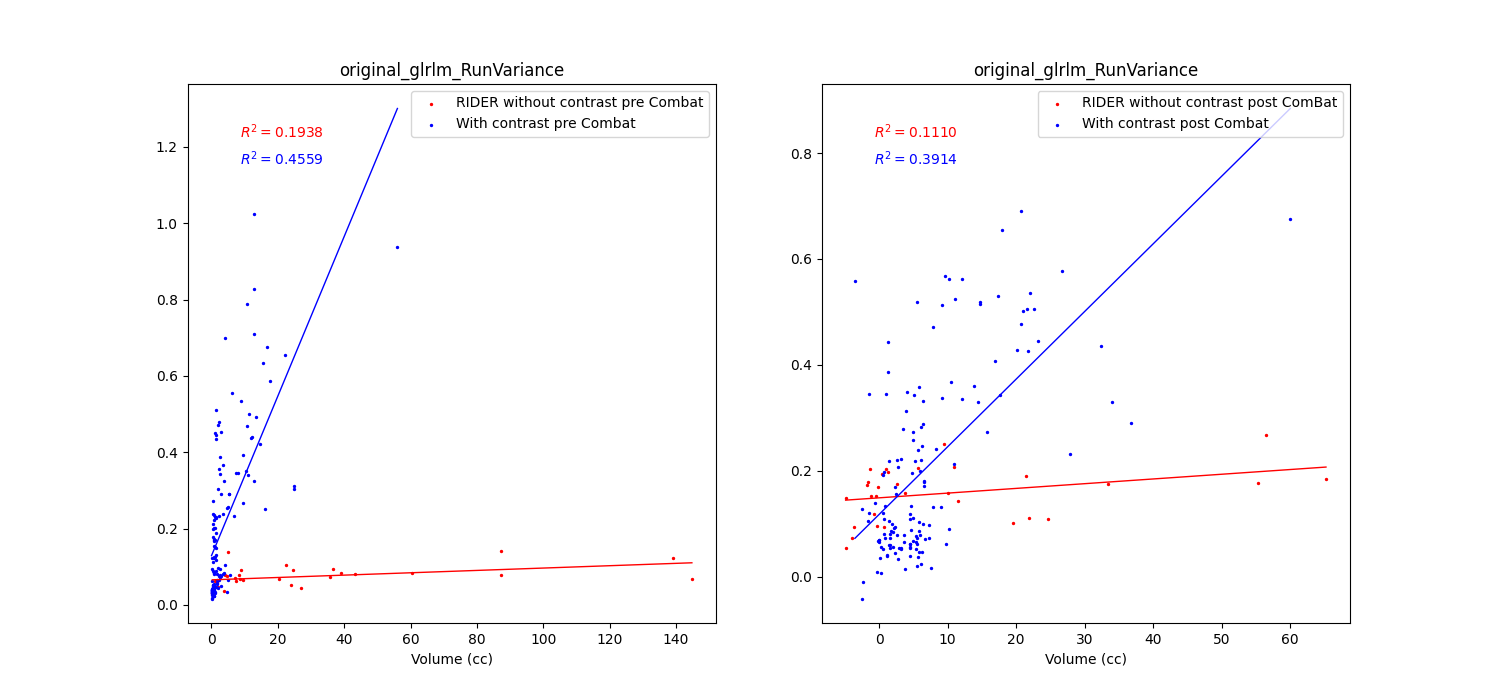 original_glrlm_RunVariance
RIDER without contrast pre Combat
With contrast pre Combat
R² = 0.1938
R² = 0.4559
1.2
1.0
0.8
0.6
0.4
0.2
0.0
0 20 40 60 80 100 120 140
Volume (cc)
original_glrlm_RunVariance
RIDER without contrast post ComBat
With contrast post Combat
R² = 0.1110
R² = 0.3914
0.8
0.6
0.4
0.2
0.0
0 10 20 30 40 50 60
Volume (cc)